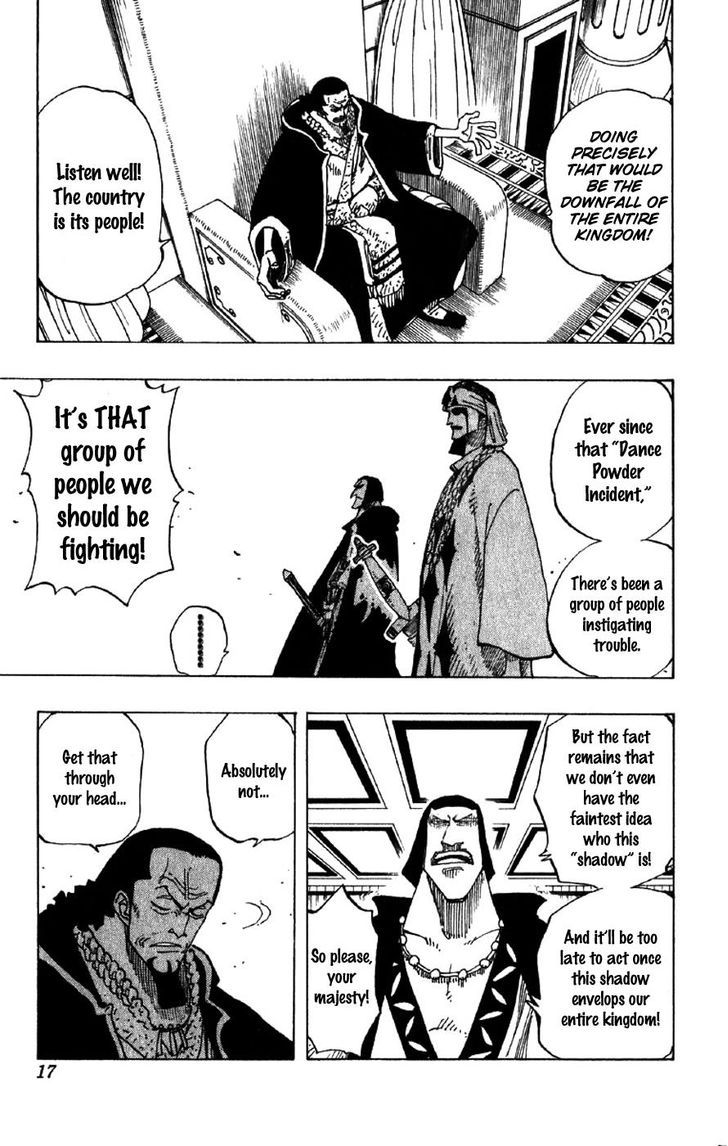 DOING
PRECISELY
THAT WOULD
BE THE
DOWNFALL OF
THE ENTIRE
KINGDOM!
Listen well!
The country
is its people!
Ever since
that "Dance
Powder
Incident,"
There's been a
group of people
instigating
trouble.
It's THAT
group of
people we
should be
fighting!
.........
But the fact
remains that
we don't even
have the
faintest idea
who this
"shadow" is!
And it'll be too
late to act once
this shadow
envelops our
entire kingdom!
So please,
your
majesty!
Absolutely
not...
Get that
through
your head...
17